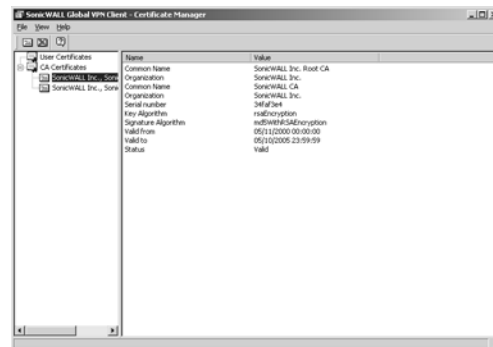 SonicWALL Global VPN Client - Certificate Manager
File View Help
User Certificates
CA Certificates
SonicWALL Inc., Soni
SonicWALL Inc., Soni
Name Value
Common Name SonicWALL Inc. Root CA
Organization SonicWALL Inc.
Common Name SonicWALL CA
Organization SonicWALL Inc.
Serial number 34faf3e4
Key Algorithm rsaEncryption
Signature Algorithm md5WithRSAEncryption
Valid from 05/11/2000 00:00:00
Valid to 05/10/2005 23:59:59
Status Valid